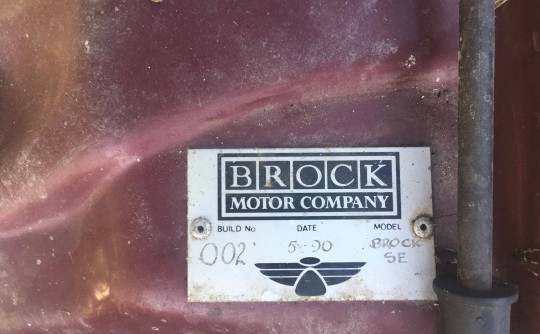 BROCK
MOTOR COMPANY
BUILD No DATE MODEL
002 5 90 BROCK
SE